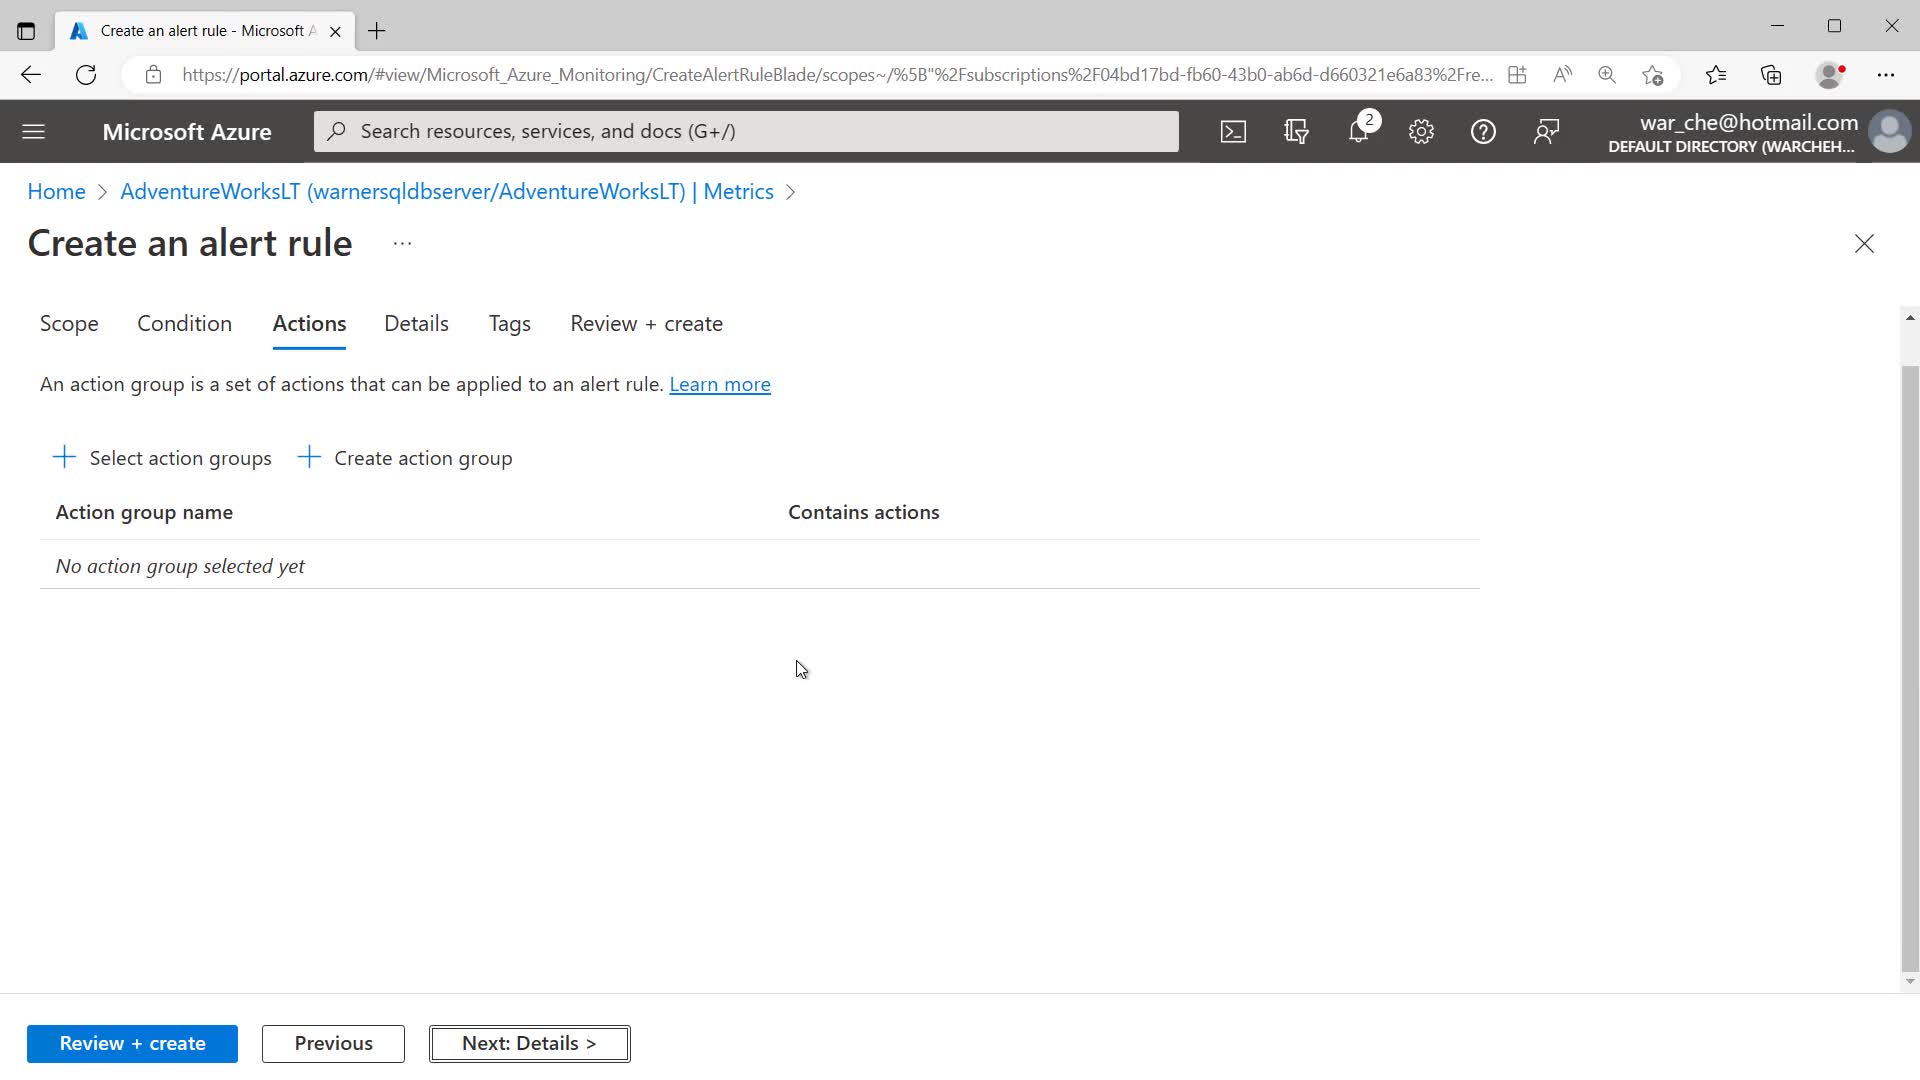 Create an alert rule - Microsoft A
https://portal.azure.com/#view/Microsoft_Azure_Monitoring/CreateAlertRuleBlade/scopes~/%5B"%2Fsubscriptions%2F04bd17bd-fb60-43b0-ab6d-d660321e6a83%2Fre...
Microsoft Azure
Search resources, services, and docs (G+/)
2
war_che@hotmail.com
DEFAULT DIRECTORY (WARCHEH...
Home > AdventureWorksLT (warnersqldbserver/AdventureWorksLT) | Metrics >
Create an alert rule ...
Scope Condition Actions Details Tags Review + create
An action group is a set of actions that can be applied to an alert rule. Learn more
+ Select action groups + Create action group
Action group name Contains actions
No action group selected yet
Review + create Previous Next: Details >